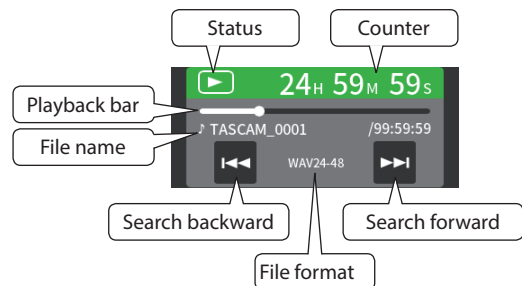 Status
Counter
24H 59M 59S
Playback bar
♪ TASCAM_0001 /99:59:59
File name
WAV24-48
Search backward
Search forward
File format